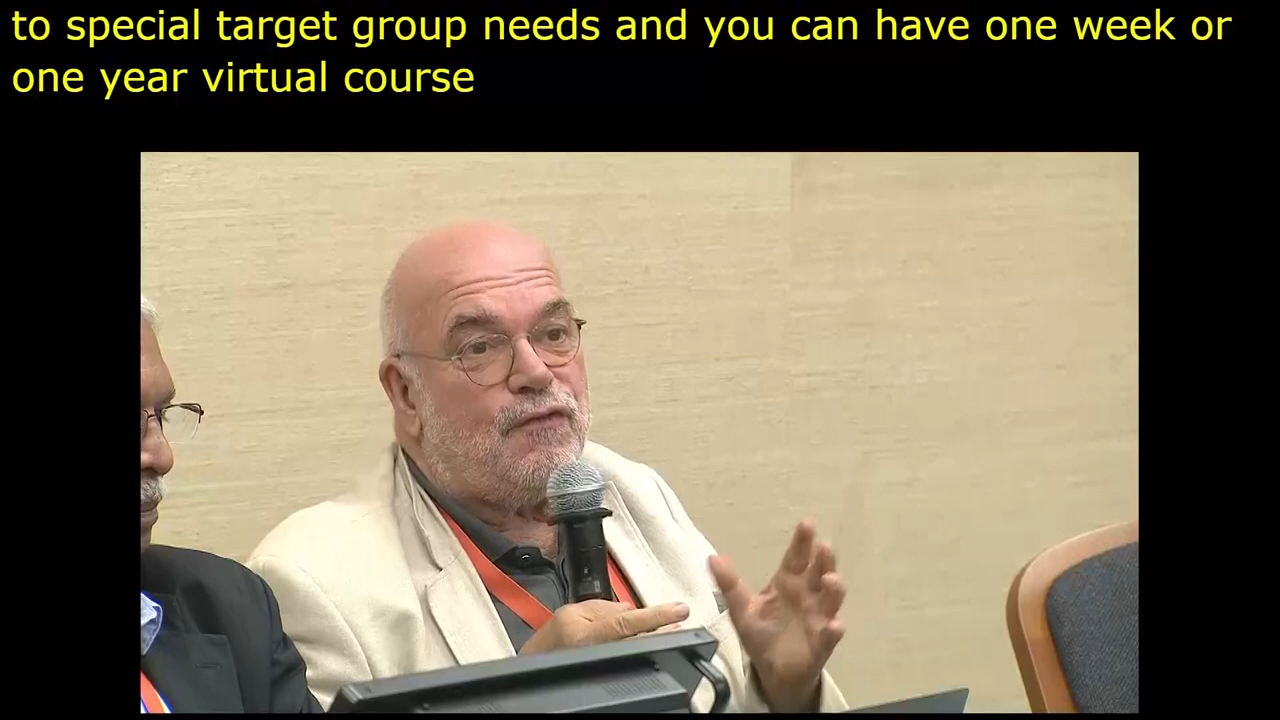 to special target group needs and you can have one week or
one year virtual course